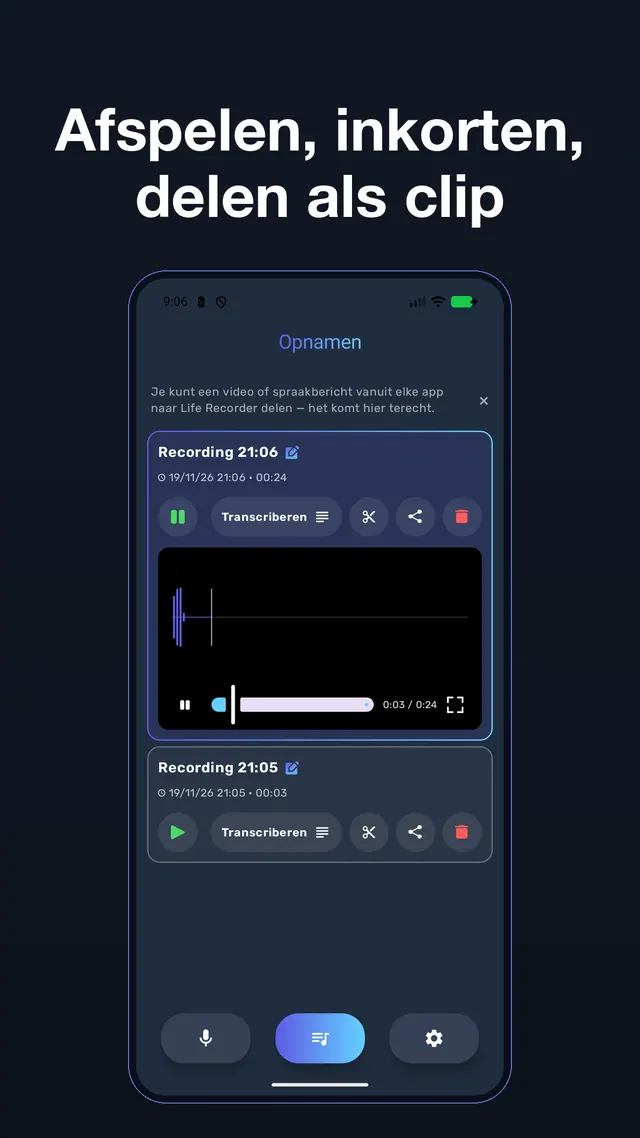 Afspelen, inkorten,
delen als clip
9:06
Opnamen
Je kunt een video of spraakbericht vanuit elke app
naar Life Recorder delen — het komt hier terecht.
Recording 21:06
19/11/26 21:06 • 00:24
Transcriberen
0:03 / 0:24
Recording 21:05
19/11/26 21:05 • 00:03
Transcriberen